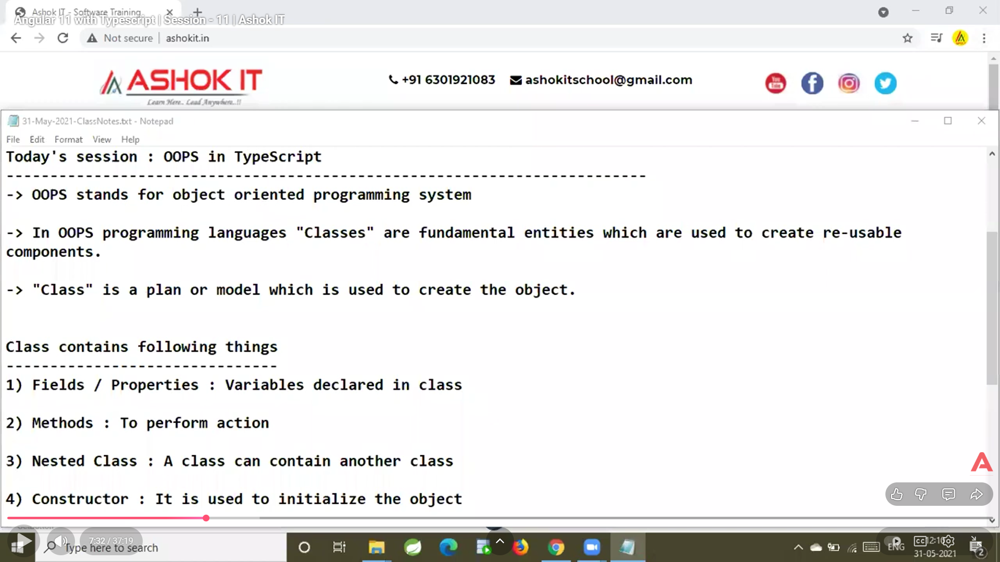 Ashok IT - Software Training
Angular 11 with Typescript | Session - 11 | Ashok IT
Not secure
ashokit.in
ASHOK IT
Learn Here.. Lead Anywhere..!!
+91 6301921083
ashokitschool@gmail.com
You Tube
31-May-2021-ClassNotes.txt - Notepad
File Edit Format View Help
Today's session : OOPS in TypeScript
-------------------------------------------------------------------------
-> OOPS stands for object oriented programming system
-> In OOPS programming languages "Classes" are fundamental entities which are used to create re-usable
components.
-> "Class" is a plan or model which is used to create the object.
Class contains following things
-------------------------------
1) Fields / Properties : Variables declared in class
2) Methods : To perform action
3) Nested Class : A class can contain another class
4) Constructor : It is used to initialize the object
7:32 / 37:19
Type here to search
ENG
CC
31-05-2021
2